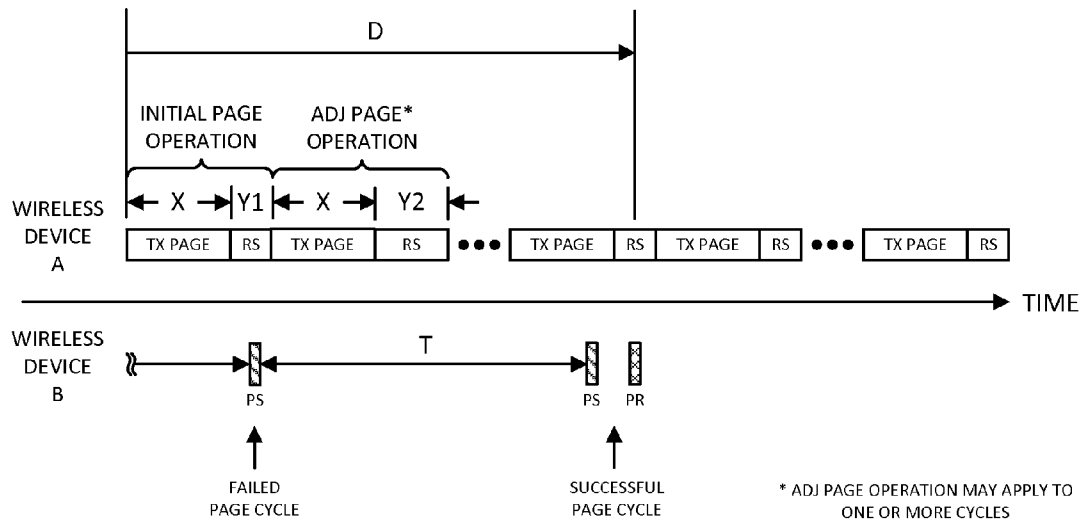 D
INITIAL PAGE
OPERATION
ADJ PAGE*
OPERATION
X Y1 X Y2
WIRELESS
DEVICE
A
TX PAGE RS TX PAGE RS ●●● TX PAGE RS TX PAGE RS ●●● TX PAGE RS
TIME
WIRELESS
DEVICE
B
T
PS PS PR
FAILED
PAGE CYCLE
SUCCESSFUL
PAGE CYCLE
* ADJ PAGE OPERATION MAY APPLY TO
ONE OR MORE CYCLES